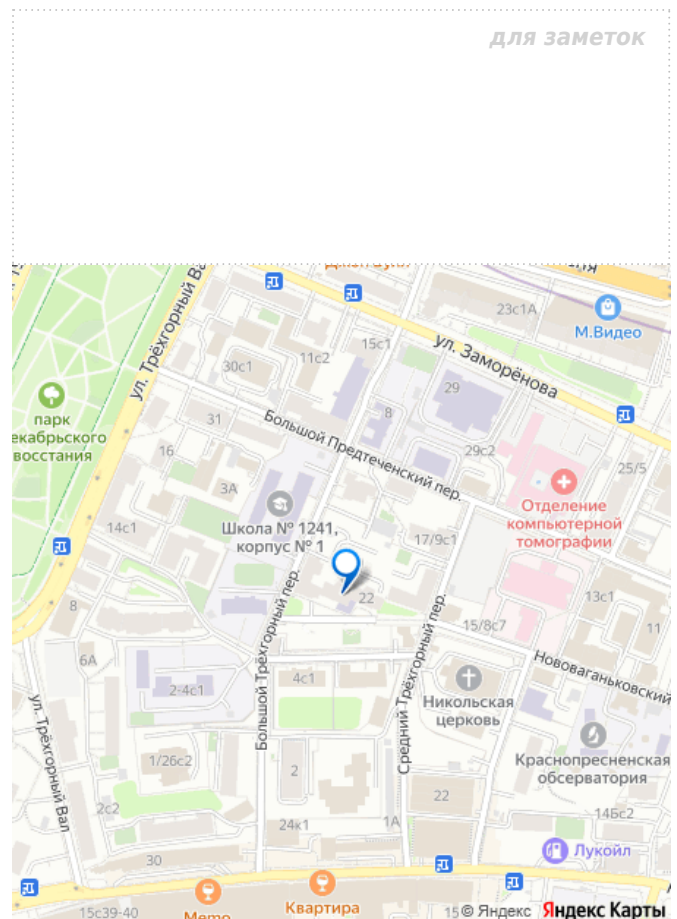 для заметок
23с1А
М.Видео
ул. Трёхгорный Ва
15с1
ул. Заморёнова
11с2
30с1
29
8
парк
екабрьского
восстания
31
Большой Предтеченский пер.
16
29с2
25/5
3А
Отделение
компьютерной
томографии
14с1
Школа № 1241,
корпус № 1
17/9с1
22
13с1
8
15/8с7
11
6А
Большой Трёхгорный пер.
Средний Трёхгорный пер.
Нововаганьковский
4с1
2-4с1
Никольская
церковь
ул. Трёхгорный Вал
1/26с2
2
Краснопресненская
обсерватория
22
2с2
24к1
1А
14Бс2
30
Лукойл
15с39-40
Мемо
Квартира
15
© Яндекс Яндекс Карты